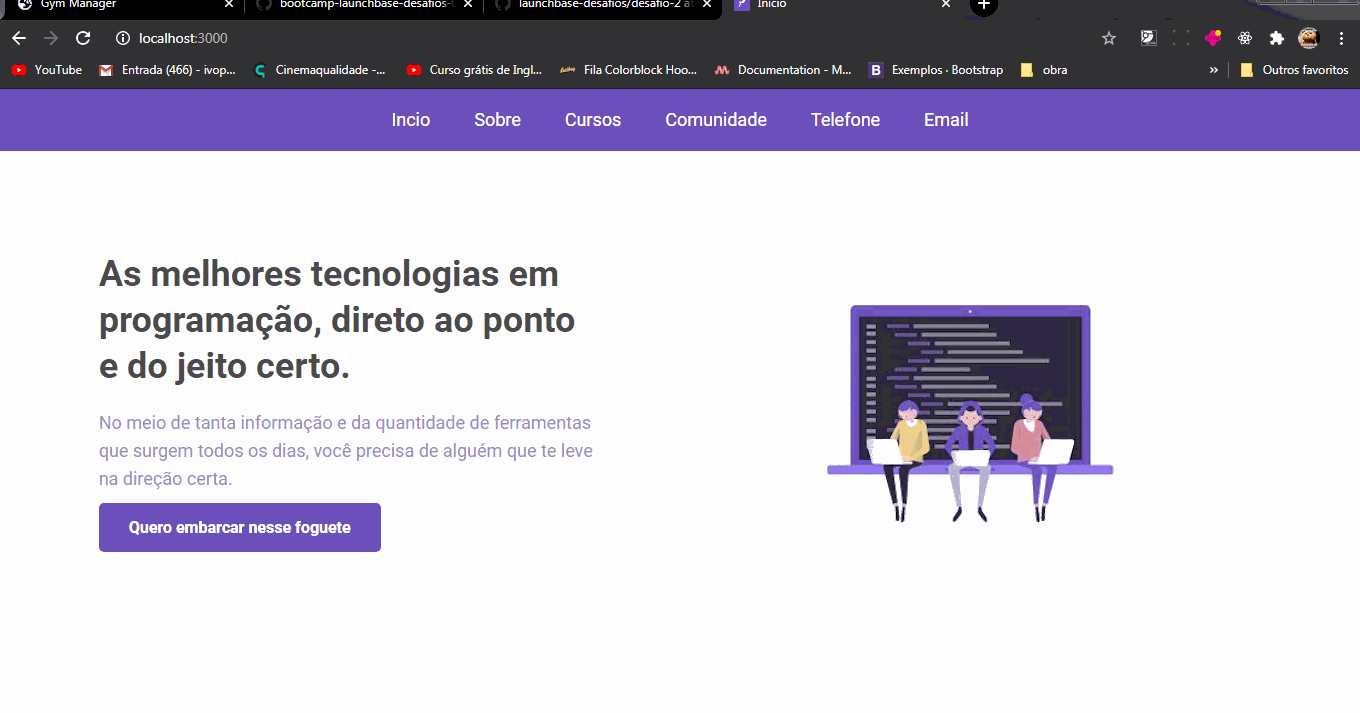 Gym Manager
bootcamp-launchbase-desafios-
launchbase-desafios/desafio-2 at
Inicio
localhost:3000
YouTube
Entrada (466) - ivop...
Cinemaqualidade -...
Curso grátis de Ingl...
Fila Colorblock Hoo...
Documentation - M...
B
Exemplos · Bootstrap
obra
»
Outros favoritos
Incio
Sobre
Cursos
Comunidade
Telefone
Email
As melhores tecnologias em
programação, direto ao ponto
e do jeito certo.
No meio de tanta informação e da quantidade de ferramentas
que surgem todos os dias, você precisa de alguém que te leve
na direção certa.
Quero embarcar nesse foguete